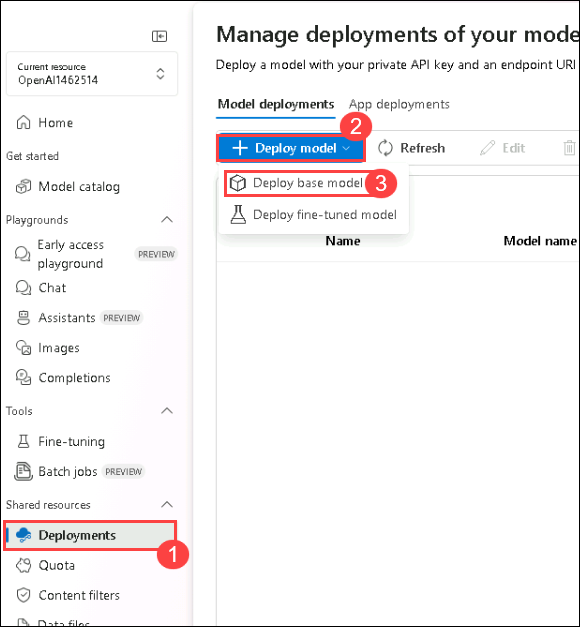 Current resource
OpenAI1462514
Home
Get started
Model catalog
Playgrounds
Early access
playground
PREVIEW
Chat
Assistants PREVIEW
Images
Completions
Tools
Fine-tuning
Batch jobs PREVIEW
Shared resources
Deployments
1
Quota
Content filters
Data files
Manage deployments of your mode
Deploy a model with your private API key and an endpoint URI
Model deployments App deployments
2
Deploy model Refresh Edit
Deploy base model 3
Deploy fine-tuned model
Name Model name